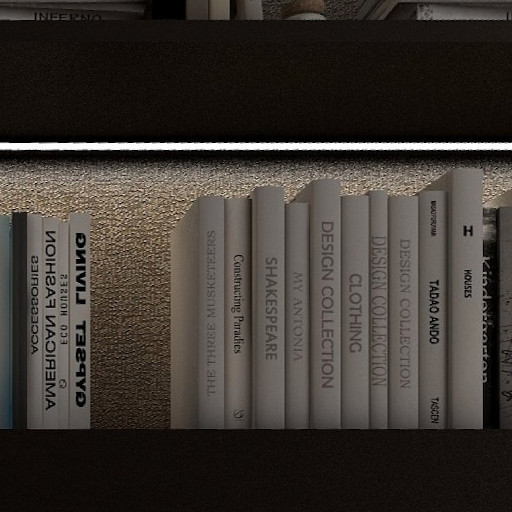 INFERNO
ACCESSORIES
AMERICAN FASHION
ECO HOUSES
GYPSET LIVING
THE THREE MUSKETEERS
Constructing Paradies
SHAKESPEARE
MY ANTONIA
DESIGN COLLECTION
CLOTHING
DESIGN COLLECTION
DESIGN COLLECTION
TADAO ANDO
TASCHEN
H HOUSES